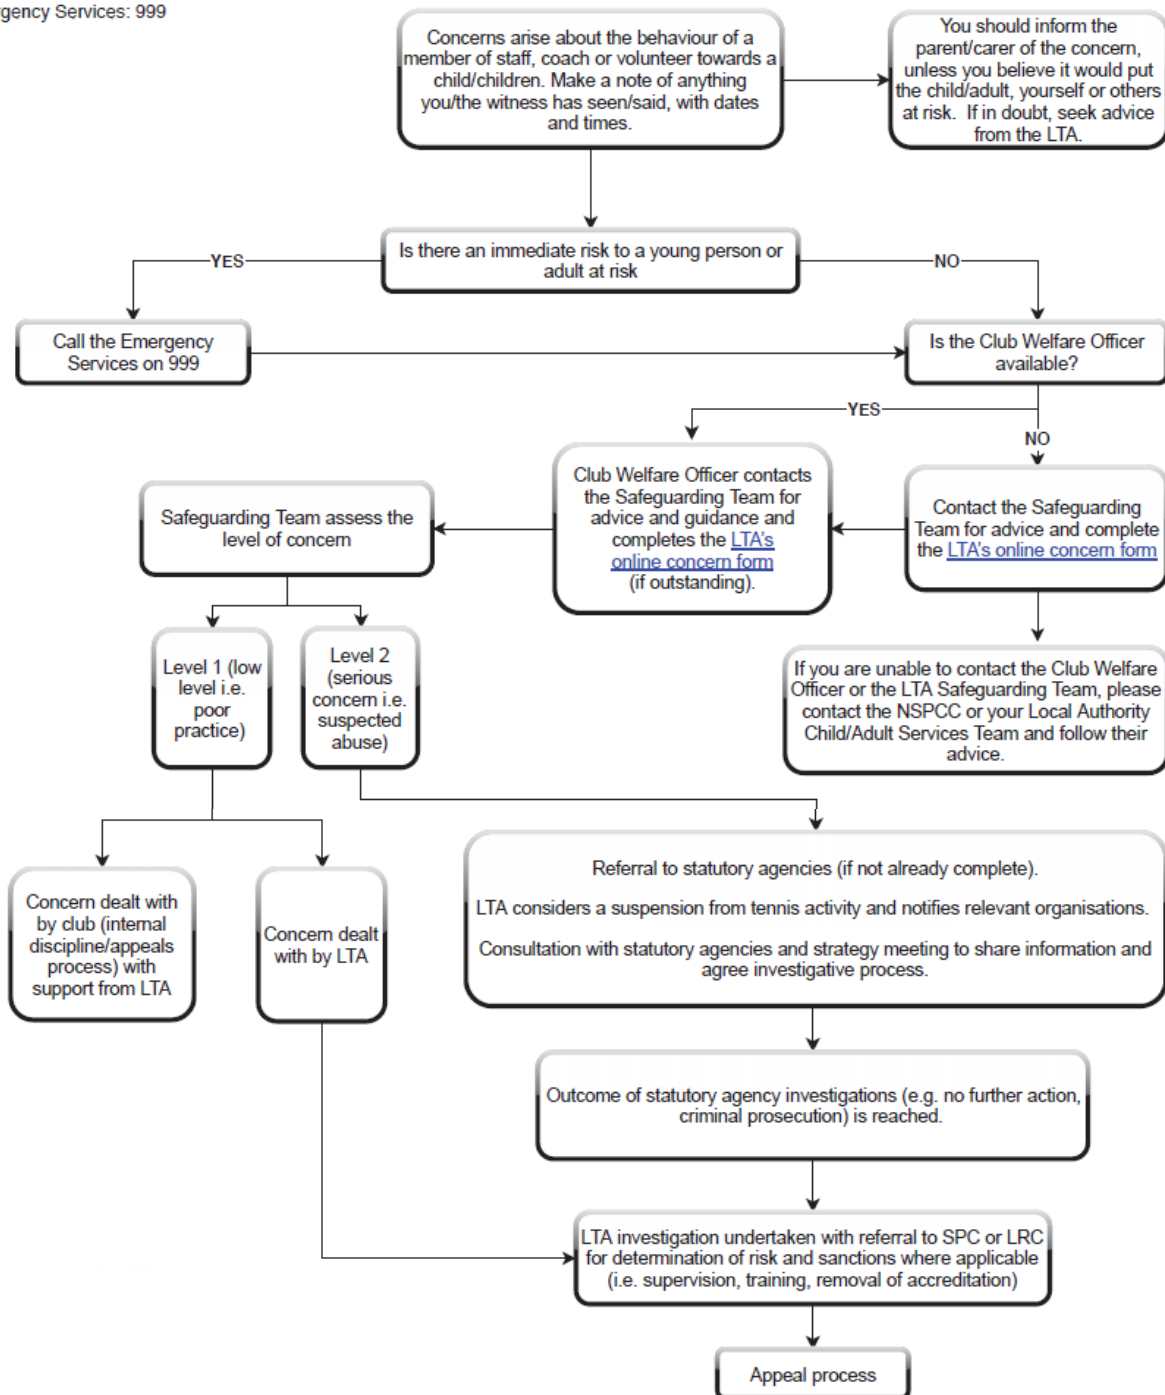 gency Services: 999
Concerns arise about the behaviour of a
member of staff, coach or volunteer towards a
child/children. Make a note of anything
you/the witness has seen/said, with dates
and times.
You should inform the
parent/carer of the concern,
unless you believe it would put
the child/adult, yourself or others
at risk. If in doubt, seek advice
from the LTA.
Is there an immediate risk to a young person or
adult at risk
YES
NO
Call the Emergency
Services on 999
Is the Club Welfare Officer
available?
YES
NO
Club Welfare Officer contacts
the Safeguarding Team for
advice and guidance and
completes the LTA's
online concern form
(if outstanding).
Contact the Safeguarding
Team for advice and complete
the LTA's online concern form
Safeguarding Team assess the
level of concern
Level 1 (low
level i.e.
poor
practice)
Level 2
(serious
concern i.e.
suspected
abuse)
If you are unable to contact the Club Welfare
Officer or the LTA Safeguarding Team, please
contact the NSPCC or your Local Authority
Child/Adult Services Team and follow their
advice.
Concern dealt with
by club (internal
discipline/appeals
process) with
support from LTA
Concern dealt
with by LTA
Referral to statutory agencies (if not already complete).
LTA considers a suspension from tennis activity and notifies relevant organisations.
Consultation with statutory agencies and strategy meeting to share information and
agree investigative process.
Outcome of statutory agency investigations (e.g. no further action,
criminal prosecution) is reached.
LTA investigation undertaken with referral to SPC or LRC
for determination of risk and sanctions where applicable
(i.e. supervision, training, removal of accreditation)
Appeal process